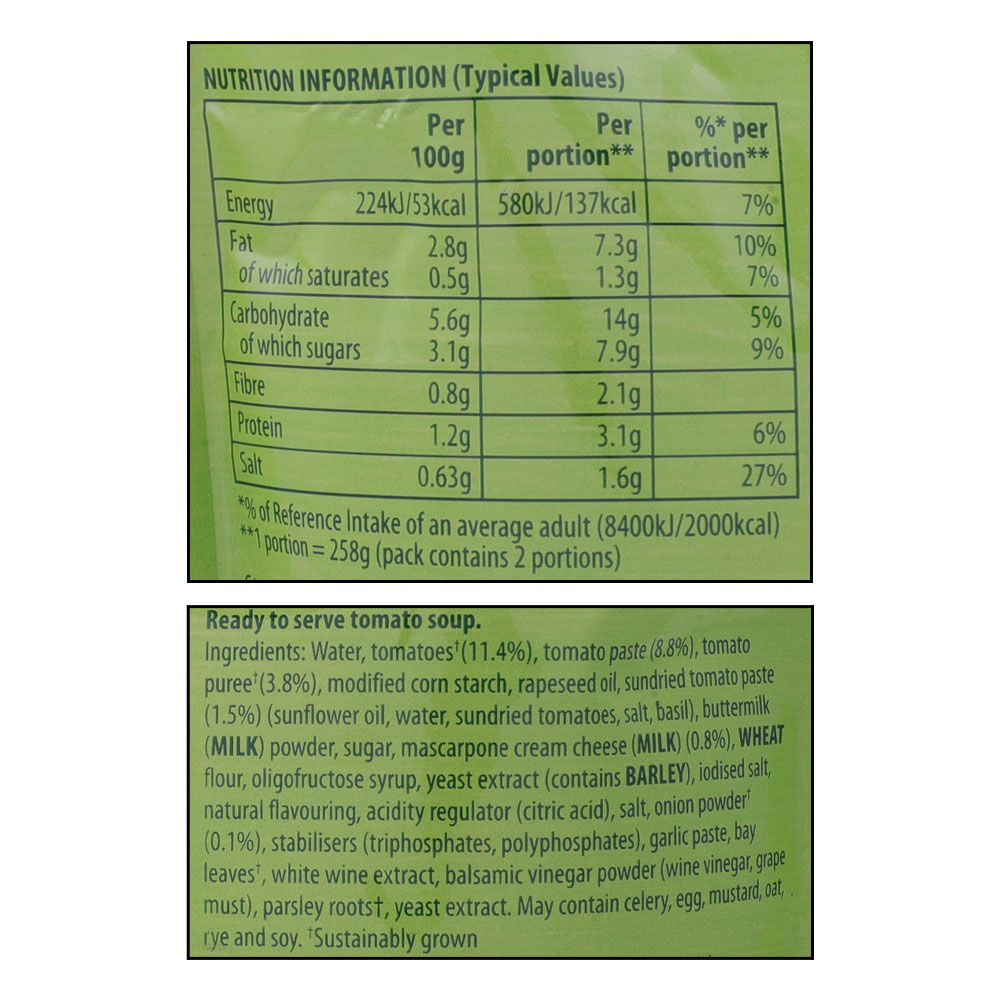 NUTRITION INFORMATION (Typical Values)
Per 100g Per portion** %* per portion**
Energy 224kJ/53kcal 580kJ/137kcal 7%
Fat 2.8g 7.3g 10%
of which saturates 0.5g 1.3g 7%
Carbohydrate 5.6g 14g 5%
of which sugars 3.1g 7.9g 9%
Fibre 0.8g 2.1g
Protein 1.2g 3.1g 6%
Salt 0.63g 1.6g 27%
*% of Reference Intake of an average adult (8400kJ/2000kcal)
**1 portion = 258g (pack contains 2 portions)
Ready to serve tomato soup.
Ingredients: Water, tomatoes†(11.4%), tomato paste (8.8%), tomato
puree†(3.8%), modified corn starch, rapeseed oil, sundried tomato paste
(1.5%) (sunflower oil, water, sundried tomatoes, salt, basil), buttermilk
(MILK) powder, sugar, mascarpone cream cheese (MILK) (0.8%), WHEAT
flour, oligofructose syrup, yeast extract (contains BARLEY), iodised salt,
natural flavouring, acidity regulator (citric acid), salt, onion powder†
(0.1%), stabilisers (triphosphates, polyphosphates), garlic paste, bay
leaves†, white wine extract, balsamic vinegar powder (wine vinegar, grape
must), parsley roots†, yeast extract. May contain celery, egg, mustard, oat,
rye and soy. †Sustainably grown